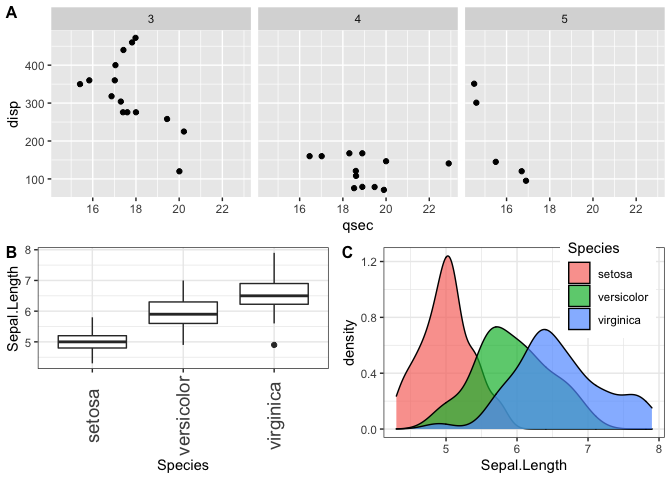 A
3 4 5
400
300
200
100
disp
16 18 20 22 16 18 20 22 16 18 20 22
qsec
B
8
7
6
5
Sepal.Length
setosa versicolor virginica
Species
C
Species
setosa
versicolor
virginica
1.2
0.8
0.4
0.0
density
5 6 7 8
Sepal.Length